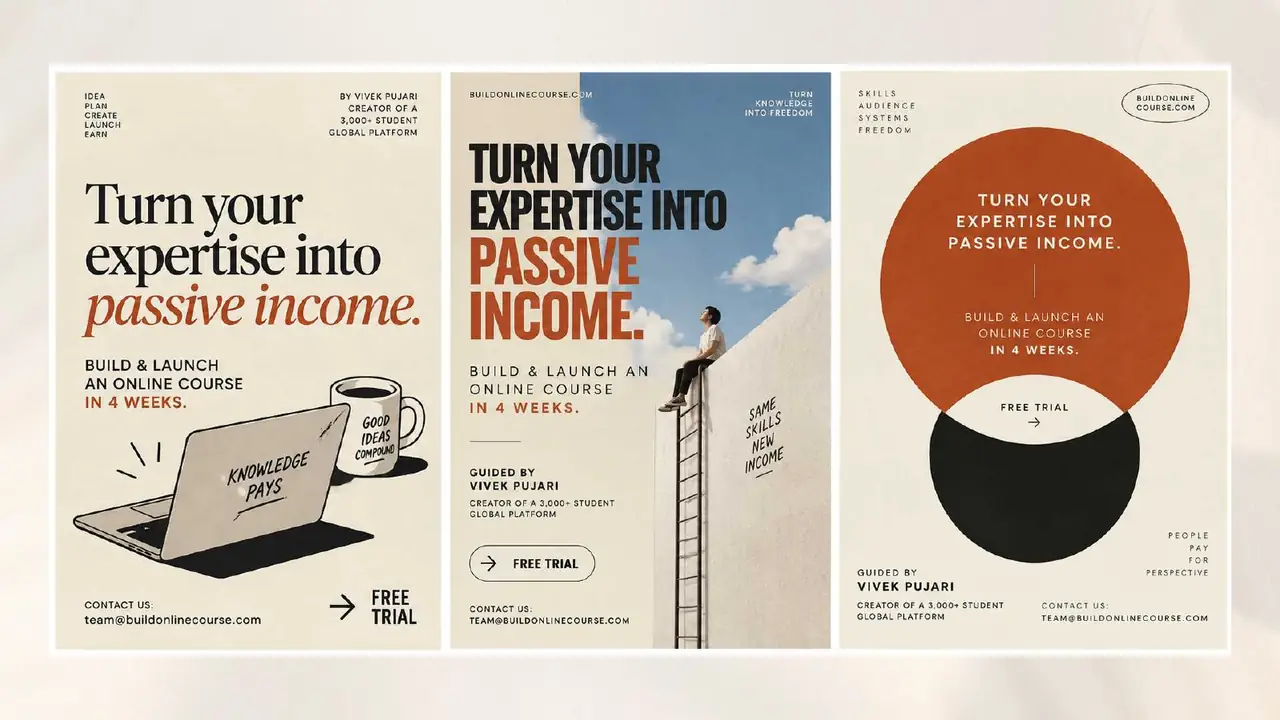 IDEA
PLAN
CREATE
LAUNCH
EARN
BY VIVEK PUJARI
CREATOR OF A
3,000+ STUDENT
GLOBAL PLATFORM
Turn your
expertise into
passive income.
BUILD & LAUNCH
AN ONLINE COURSE
IN 4 WEEKS.
KNOWLEDGE
PAYS
GOOD
IDEAS
COMPOUND
CONTACT US:
team@buildonlinecourse.com
FREE
TRIAL
BUILDONLINECOURSE.COM
TURN
KNOWLEDGE
INTO FREEDOM
TURN YOUR
EXPERTISE INTO
PASSIVE
INCOME.
BUILD & LAUNCH AN
ONLINE COURSE
IN 4 WEEKS.
SAME
SKILLS
NEW
INCOME
GUIDED BY
VIVEK PUJARI
CREATOR OF A 3,000+ STUDENT
GLOBAL PLATFORM
FREE TRIAL
CONTACT US:
TEAM@BUILDONLINECOURSE.COM
SKILLS
AUDIENCE
SYSTEMS
FREEDOM
BUILDONLINE
COURSE.COM
TURN YOUR
EXPERTISE INTO
PASSIVE INCOME.
BUILD & LAUNCH AN
ONLINE COURSE
IN 4 WEEKS.
FREE TRIAL
PEOPLE
PAY
FOR
PERSPECTIVE
GUIDED BY
VIVEK PUJARI
CREATOR OF A 3,000+ STUDENT
GLOBAL PLATFORM
CONTACT US:
TEAM@BUILDONLINECOURSE.COM